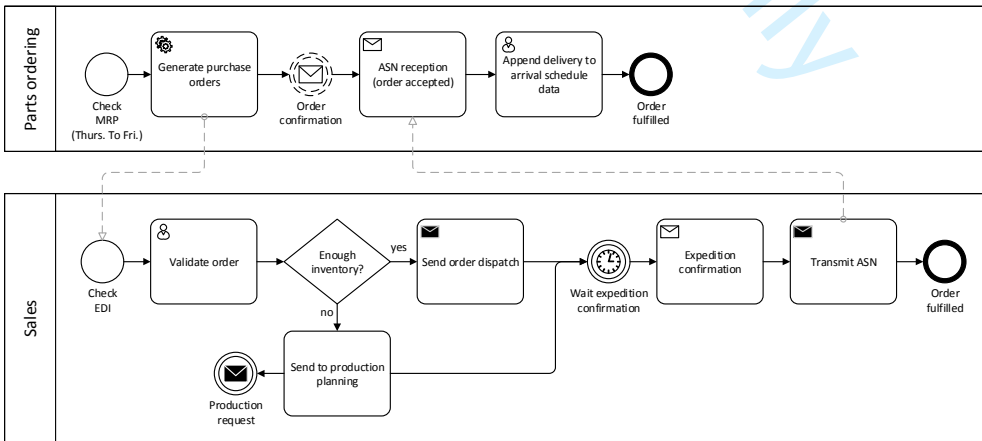 Parts ordering
Check
MRP
(Thurs. To Fri.)
Generate purchase
orders
Order
confirmation
ASN reception
(order accepted)
Append delivery to
arrival schedule
data
Order
fulfilled
Sales
Check
EDI
Validate order
Enough
inventory?
yes
no
Send order dispatch
Send to production
planning
Production
request
Wait expedition
confirmation
Expedition
confirmation
Transmit ASN
Order
fulfilled